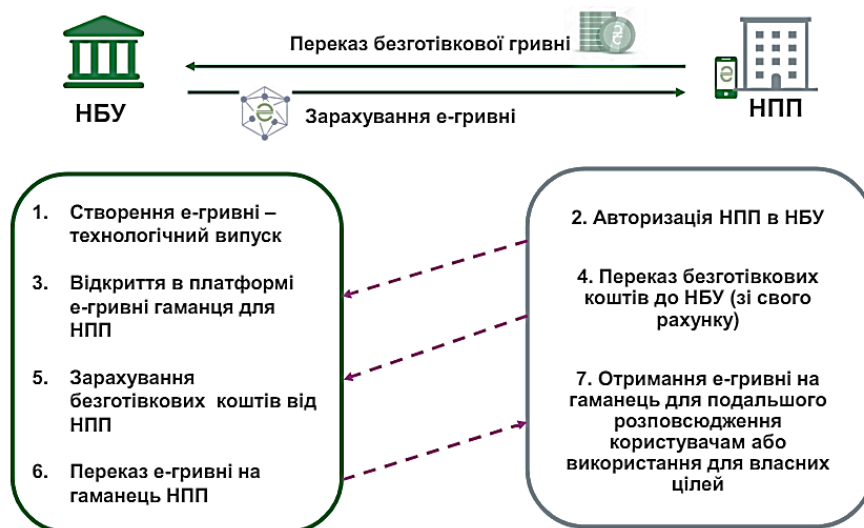 Переказ безготівкової гривні
НБУ
Зарахування е-гривні
НПП
1. Створення е-гривні –
технологічний випуск
3. Відкриття в платформі
е-гривні гаманця для
НПП
5. Зарахування
безготівкових коштів від
НПП
6. Переказ е-гривні на
гаманець НПП
2. Авторизація НПП в НБУ
4. Переказ безготівкових
коштів до НБУ (зі свого
рахунку)
7. Отримання е-гривні на
гаманець для подальшого
розповсюдження
користувачам або
використання для власних
цілей